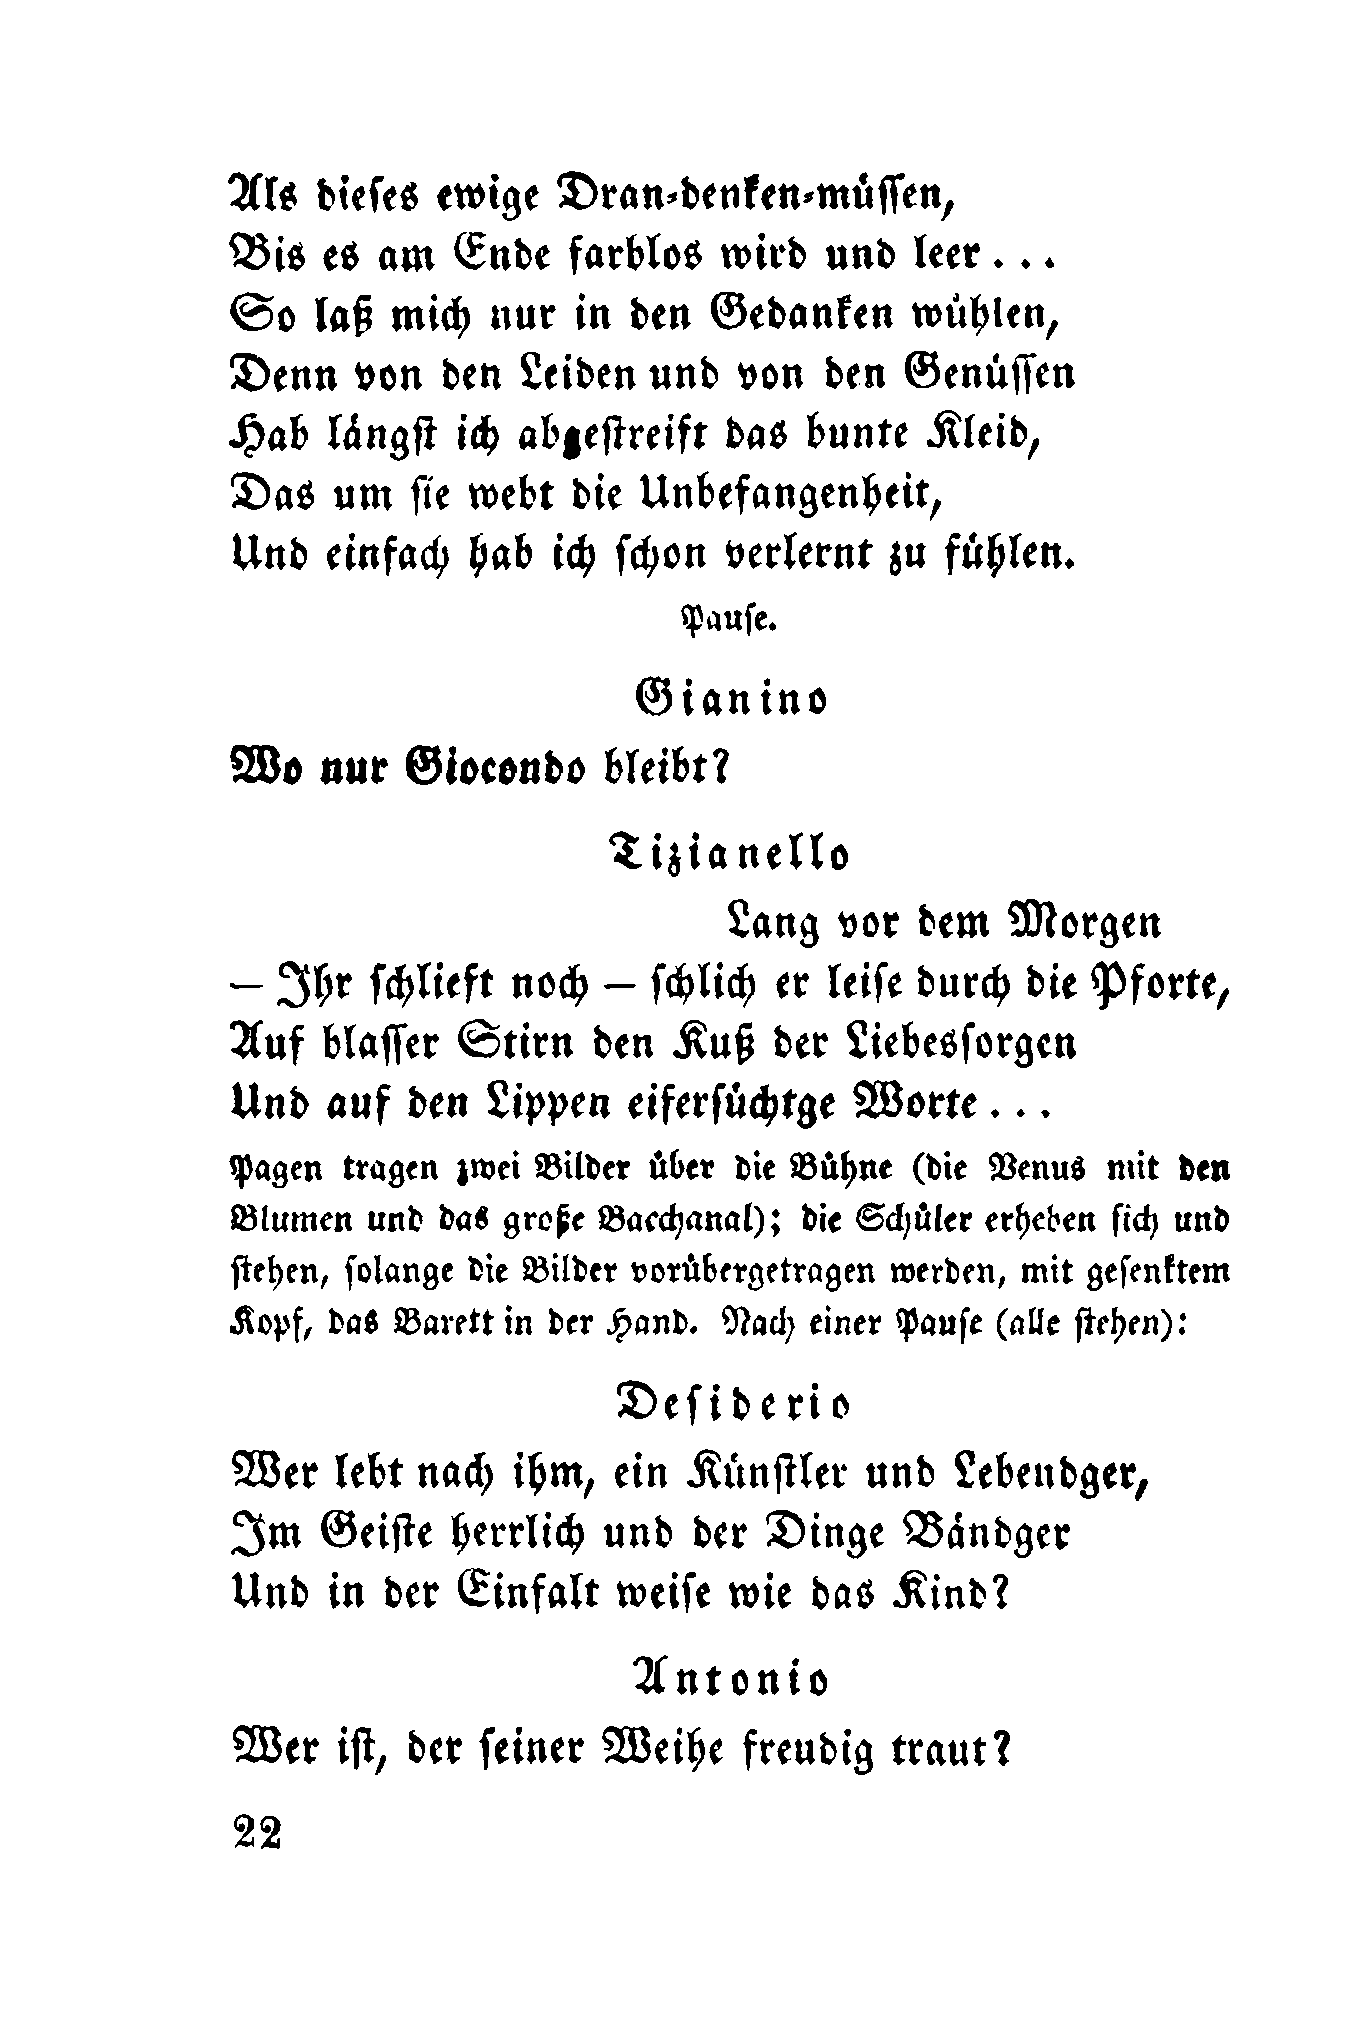 Als dieses ewige Dran-denken-müssen,
Bis es am Ende farblos wird und leer...
So laß mich nur in den Gedanken wühlen,
Denn von den Leiden und von den Genüssen
Hab längst ich abgestreift das bunte Kleid,
Das um sie webt die Unbefangenheit,
Und einfach hab ich schon verlernt zu fühlen.
Pause.
Gianino
Wo nur Giocondo bleibt?
Tizianello
Lang vor dem Morgen
— Ihr schlieft noch — schlich er leise durch die Pforte,
Auf blasser Stirn den Kuß der Liebessorgen
Und auf den Lippen eifersüchtge Worte...
Pagen tragen zwei Bilder über die Bühne (die Venus mit den
Blumen und das große Bacchanal); die Schüler erheben sich und
stehen, solange die Bilder vorübergetragen werden, mit gesenktem
Kopf, das Barett in der Hand. Nach einer Pause (alle stehen):
Desiderio
Wer lebt nach ihm, ein Künstler und Lebendger,
Im Geiste herrlich und der Dinge Bändger
Und in der Einfalt weise wie das Kind?
Antonio
Wer ist, der seiner Weihe freudig traut?
22